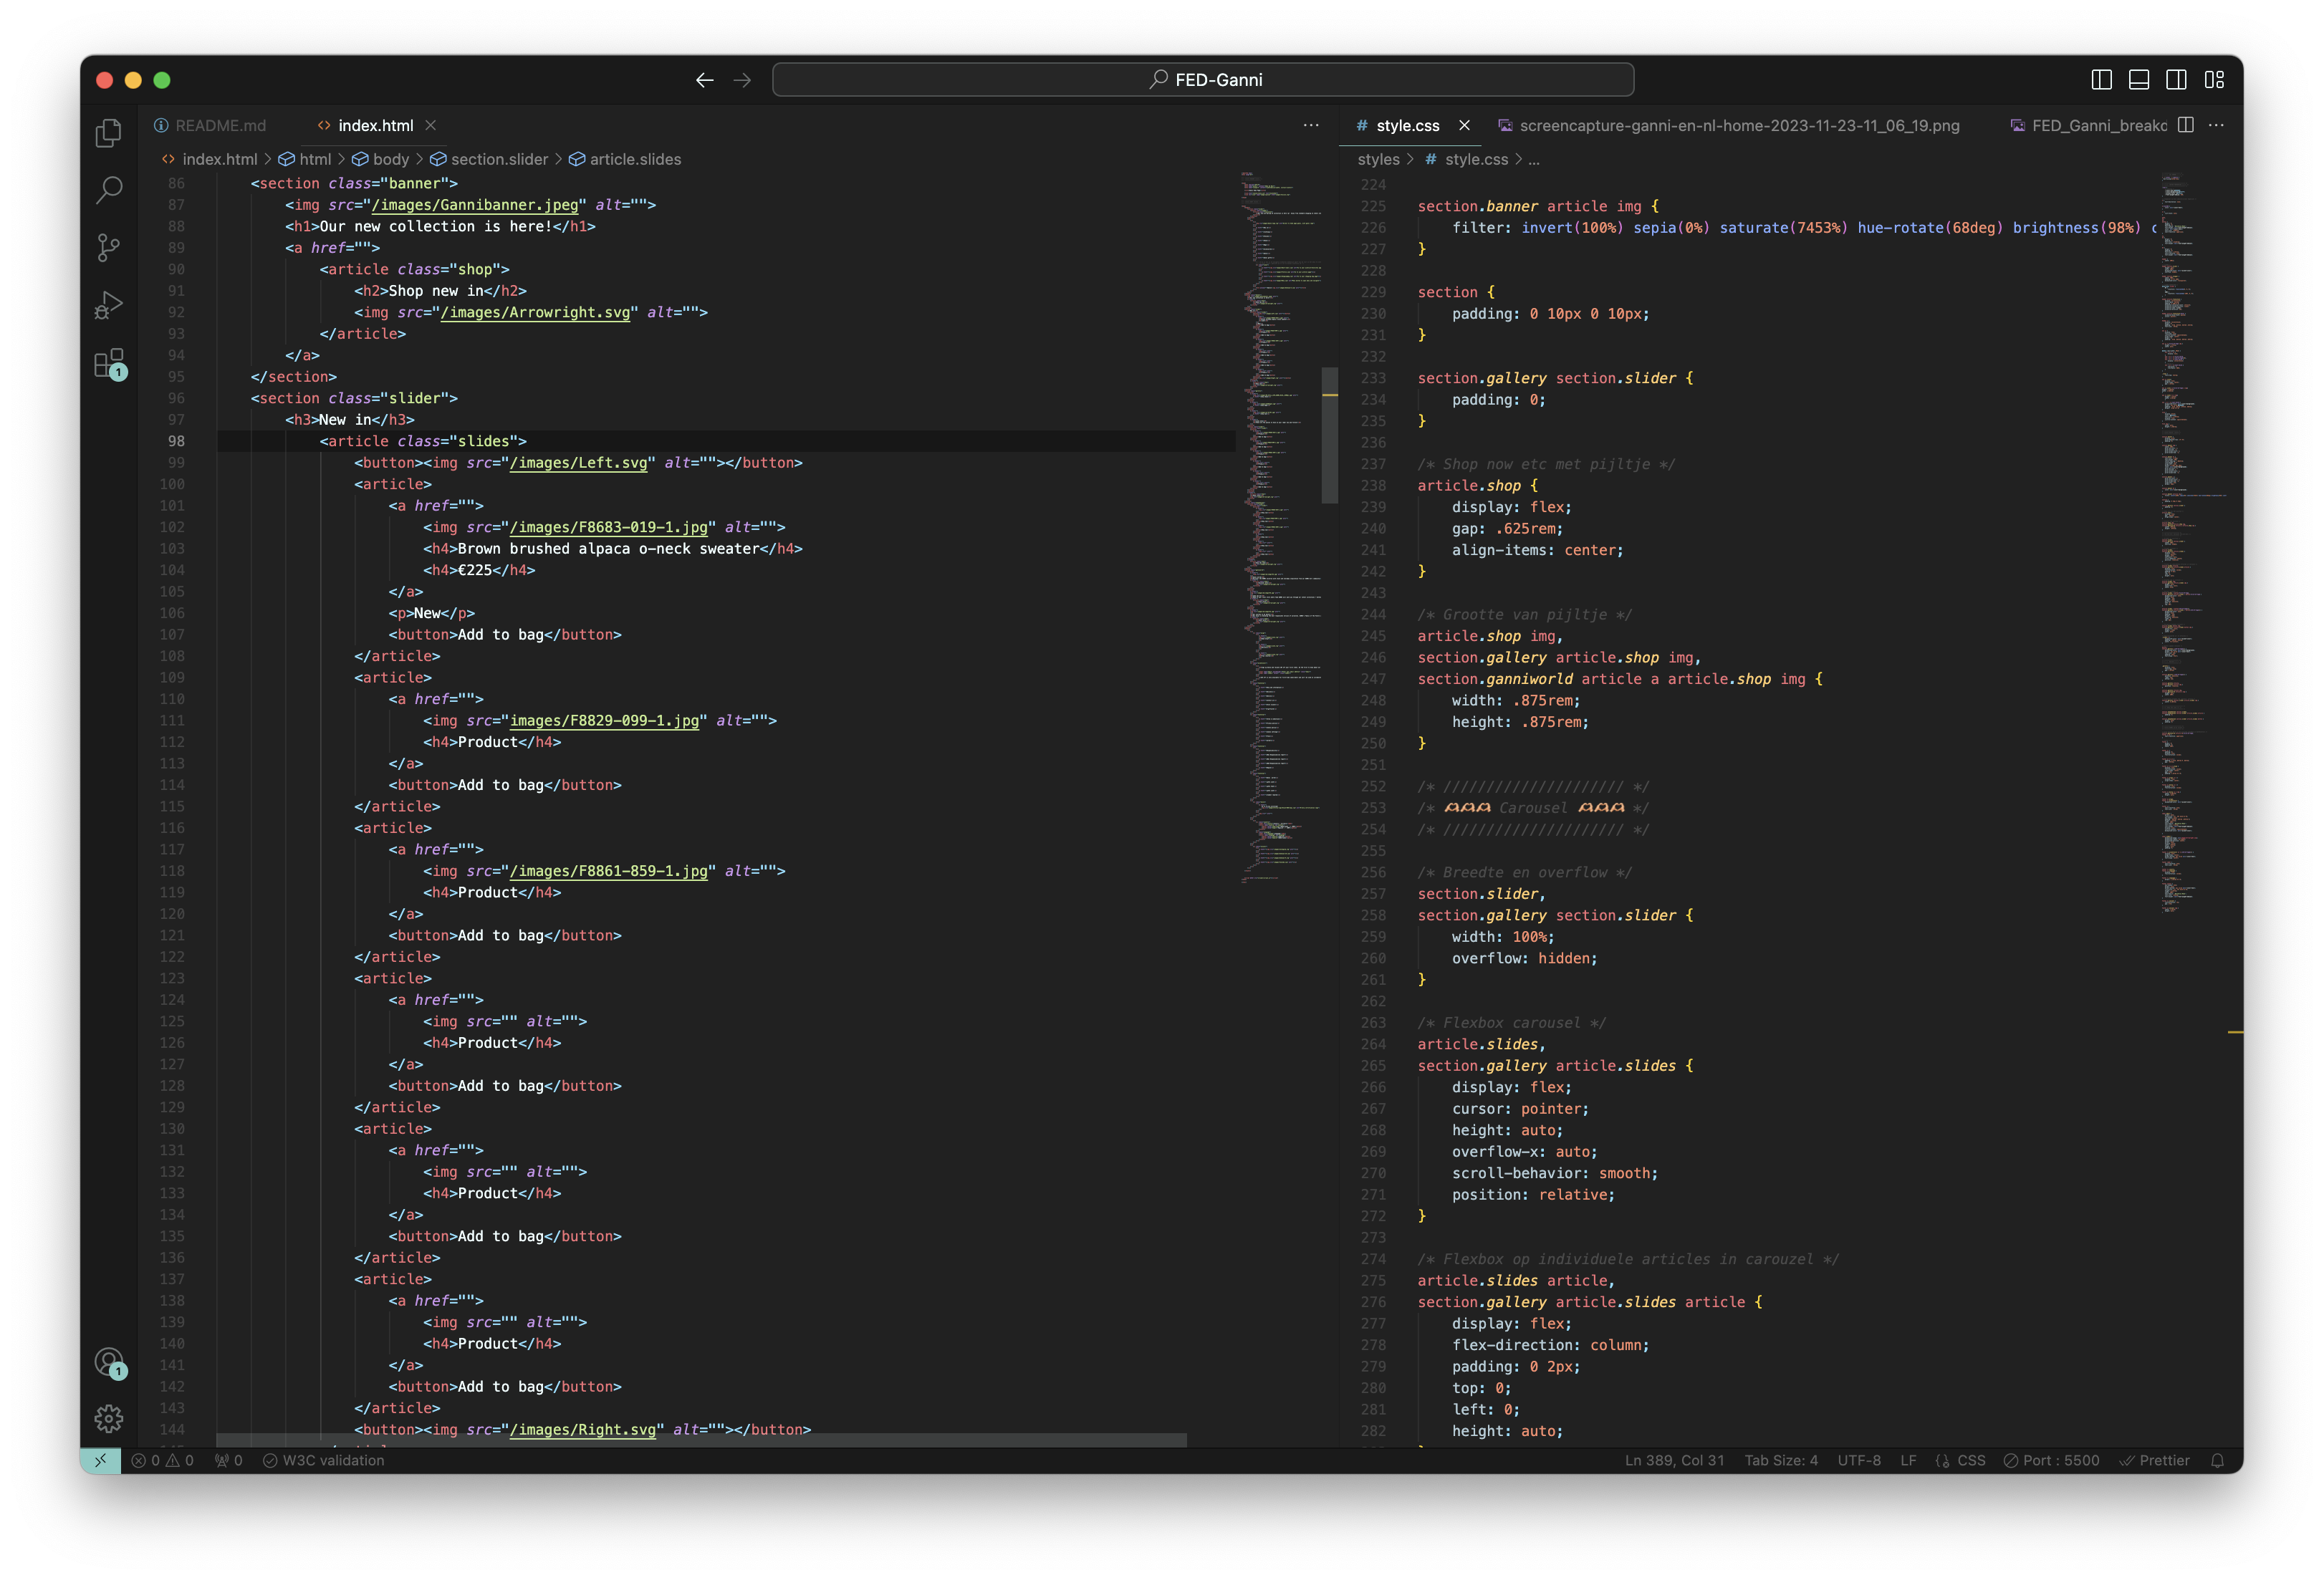 FED-Ganni
README.md
index.html
style.css
screencapture-ganni-en-nl-home-2023-11-23-11_06_19.png
FED_Ganni_breakc
index.html > html > body > section.slider > article.slides
styles > # style.css > ...
86 <section class="banner">
87 <img src="/images/Gannibanner.jpeg" alt="">
88 <h1>Our new collection is here!</h1>
89 <a href="">
90 <article class="shop">
91 <h2>Shop new in</h2>
92 <img src="/images/Arrowright.svg" alt="">
93 </article>
94 </a>
95 </section>
96 <section class="slider">
97 <h3>New in</h3>
98 <article class="slides">
99 <button><img src="/images/Left.svg" alt=""></button>
100 <article>
101 <a href="">
102 <img src="/images/F8683-019-1.jpg" alt="">
103 <h4>Brown brushed alpaca o-neck sweater</h4>
104 <h4>€225</h4>
105 </a>
106 <p>New</p>
107 <button>Add to bag</button>
108 </article>
109 <article>
110 <a href="">
111 <img src="images/F8829-099-1.jpg" alt="">
112 <h4>Product</h4>
113 </a>
114 <button>Add to bag</button>
115 </article>
116 <article>
117 <a href="">
118 <img src="/images/F8861-859-1.jpg" alt="">
119 <h4>Product</h4>
120 </a>
121 <button>Add to bag</button>
122 </article>
123 <article>
124 <a href="">
125 <img src="" alt="">
126 <h4>Product</h4>
127 </a>
128 <button>Add to bag</button>
129 </article>
130 <article>
131 <a href="">
132 <img src="" alt="">
133 <h4>Product</h4>
134 </a>
135 <button>Add to bag</button>
136 </article>
137 <article>
138 <a href="">
139 <img src="" alt="">
140 <h4>Product</h4>
141 </a>
142 <button>Add to bag</button>
143 </article>
144 <button><img src="/images/Right.svg" alt=""></button>
224
225 section.banner article img {
226 filter: invert(100%) sepia(0%) saturate(7453%) hue-rotate(68deg) brightness(98%) c
227 }
228
229 section {
230 padding: 0 10px 0 10px;
231 }
232
233 section.gallery section.slider {
234 padding: 0;
235 }
236
237 /* Shop now etc met pijltje */
238 article.shop {
239 display: flex;
240 gap: .625rem;
241 align-items: center;
242 }
243
244 /* Grootte van pijltje */
245 article.shop img,
246 section.gallery article.shop img,
247 section.ganniworld article a article.shop img {
248 width: .875rem;
249 height: .875rem;
250 }
251
252 /* ///////////////////// */
253 /* Carousel */
254 /* ///////////////////// */
255
256 /* Breedte en overflow */
257 section.slider,
258 section.gallery section.slider {
259 width: 100%;
260 overflow: hidden;
261 }
262
263 /* Flexbox carousel */
264 article.slides,
265 section.gallery article.slides {
266 display: flex;
267 cursor: pointer;
268 height: auto;
269 overflow-x: auto;
270 scroll-behavior: smooth;
271 position: relative;
272 }
273
274 /* Flexbox op individuele articles in carouzel */
275 article.slides article,
276 section.gallery article.slides article {
277 display: flex;
278 flex-direction: column;
279 padding: 0 2px;
280 top: 0;
281 left: 0;
282 height: auto;
1
1
0 0 0 W3C validation
Ln 389, Col 31 Tab Size: 4 UTF-8 LF CSS Port : 5500 Prettier